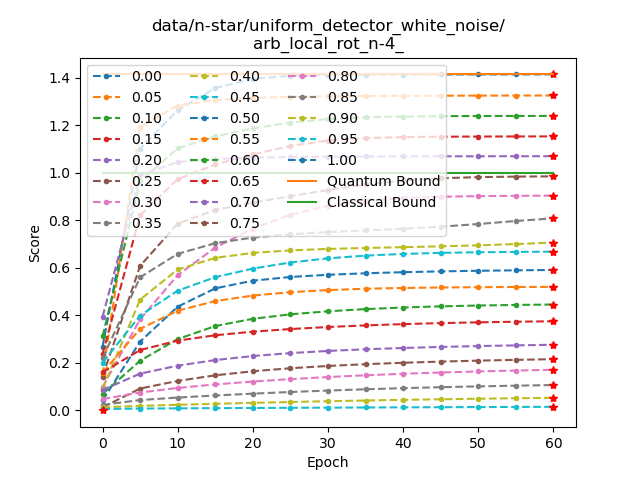 data/n-star/uniform_detector_white_noise/
arb_local_rot_n-4_
Score
1.4
1.2
1.0
0.8
0.6
0.4
0.2
0.0
0.00 0.40 0.80
0.05 0.45 0.85
0.10 0.50 0.90
0.15 0.55 0.95
0.20 0.60 1.00
0.25 0.65 Quantum Bound
0.30 0.70 Classical Bound
0.35 0.75
0 10 20 30 40 50 60
Epoch